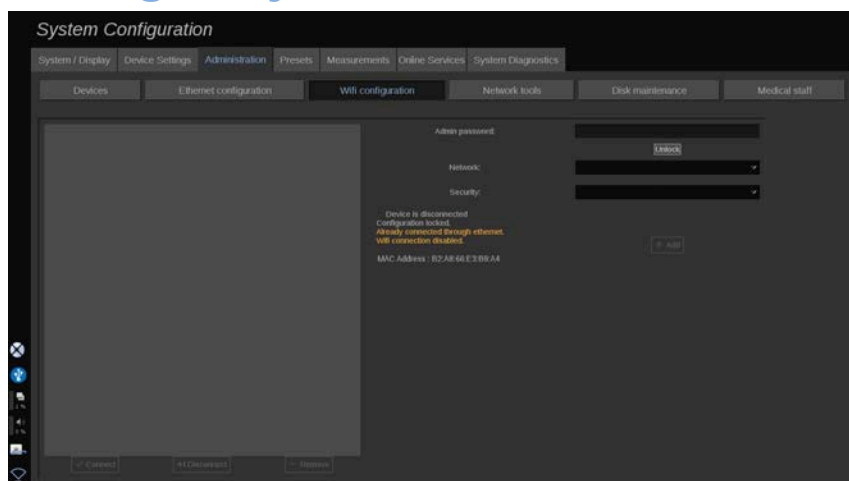 System Configuration
System / Display Device Settings Administration Presets Measurements Online Services System Diagnostics
Devices Ethernet configuration Wifi configuration Network tools Disk maintenance Medical staff
Admin password:
Unlock
Network:
Security:
Device is disconnected
Configuration locked.
Already connected through ethernet.
Wifi connection disabled.
Add
MAC Address : B2:A8:66:E3:B9:A4
Connect Disconnect Remove